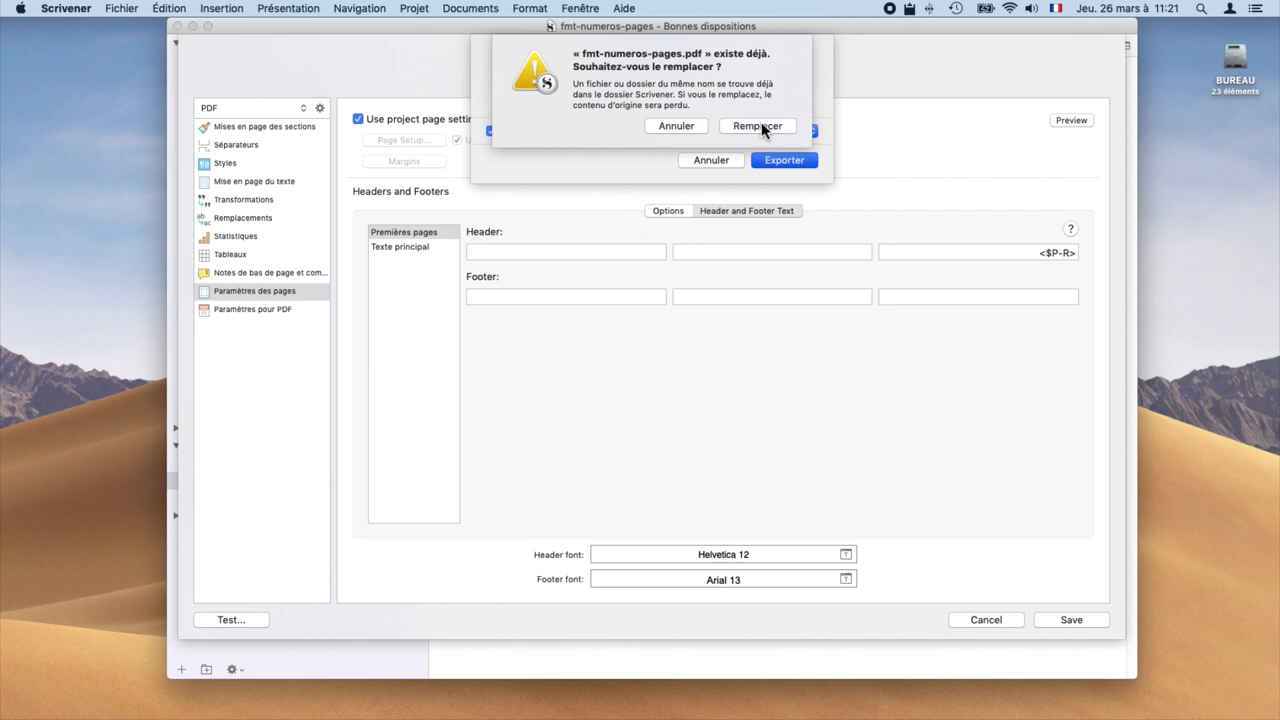 Scrivener Fichier Édition Insertion Présentation Navigation Projet Documents Format Fenêtre Aide Jeu. 26 mars à 11:21
fmt-numeros-pages - Bonnes dispositions
« fmt-numeros-pages.pdf » existe déjà.
Souhaitez-vous le remplacer ?
Un fichier ou dossier du même nom se trouve déjà
dans le dossier Scrivener. Si vous le remplacez, le
contenu d'origine sera perdu.
Annuler Remplacer
Annuler Exporter
BUREAU
23 éléments
PDF
Mises en page des sections
Séparateurs
Styles
Mise en page du texte
Transformations
Remplacements
Statistiques
Tableaux
Notes de bas de page et com...
Paramètres des pages
Paramètres pour PDF
Use project page settin
Preview
Page Setup...
Margins
Headers and Footers
Options Header and Footer Text
Premières pages
Texte principal
Header:
?
<$P-R>
Footer:
Header font: Helvetica 12
Footer font: Arial 13
Test... Cancel Save